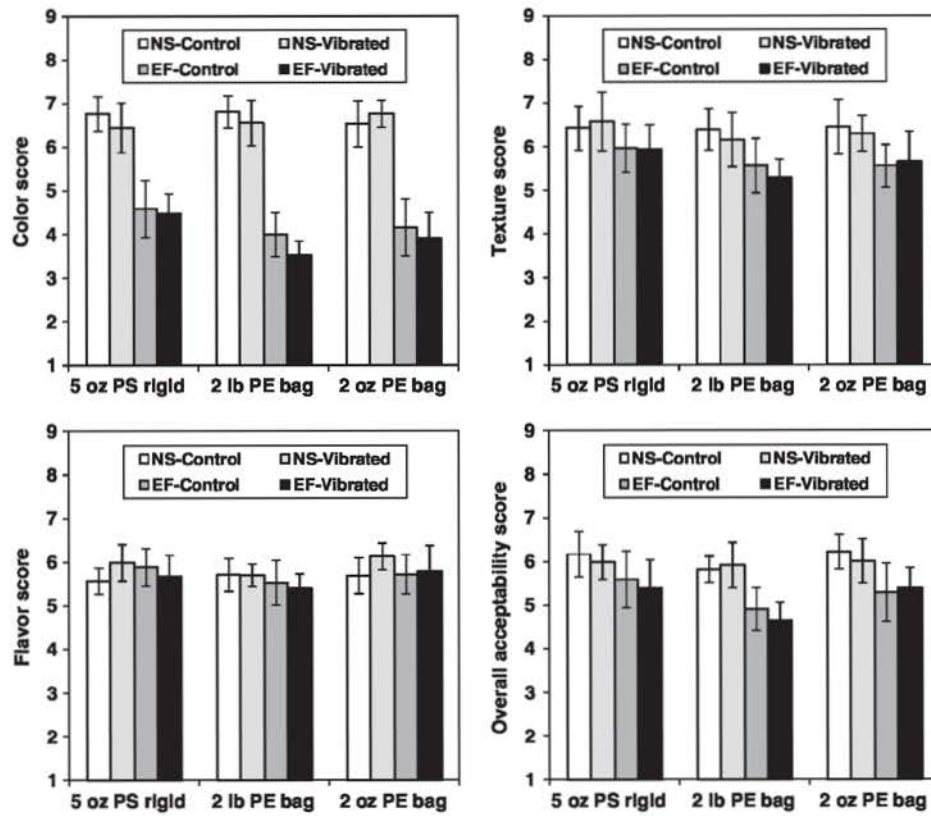 9
8
7
6
5
4
3
2
1
Color score
NS-Control NS-Vibrated
EF-Control EF-Vibrated
5 oz PS rigid 2 lb PE bag 2 oz PE bag
9
8
7
6
5
4
3
2
1
Texture score
NS-Control NS-Vibrated
EF-Control EF-Vibrated
5 oz PS rigid 2 lb PE bag 2 oz PE bag
9
8
7
6
5
4
3
2
1
Flavor score
NS-Control NS-Vibrated
EF-Control EF-Vibrated
5 oz PS rigid 2 lb PE bag 2 oz PE bag
9
8
7
6
5
4
3
2
1
Overall acceptability score
NS-Control NS-Vibrated
EF-Control EF-Vibrated
5 oz PS rigid 2 lb PE bag 2 oz PE bag